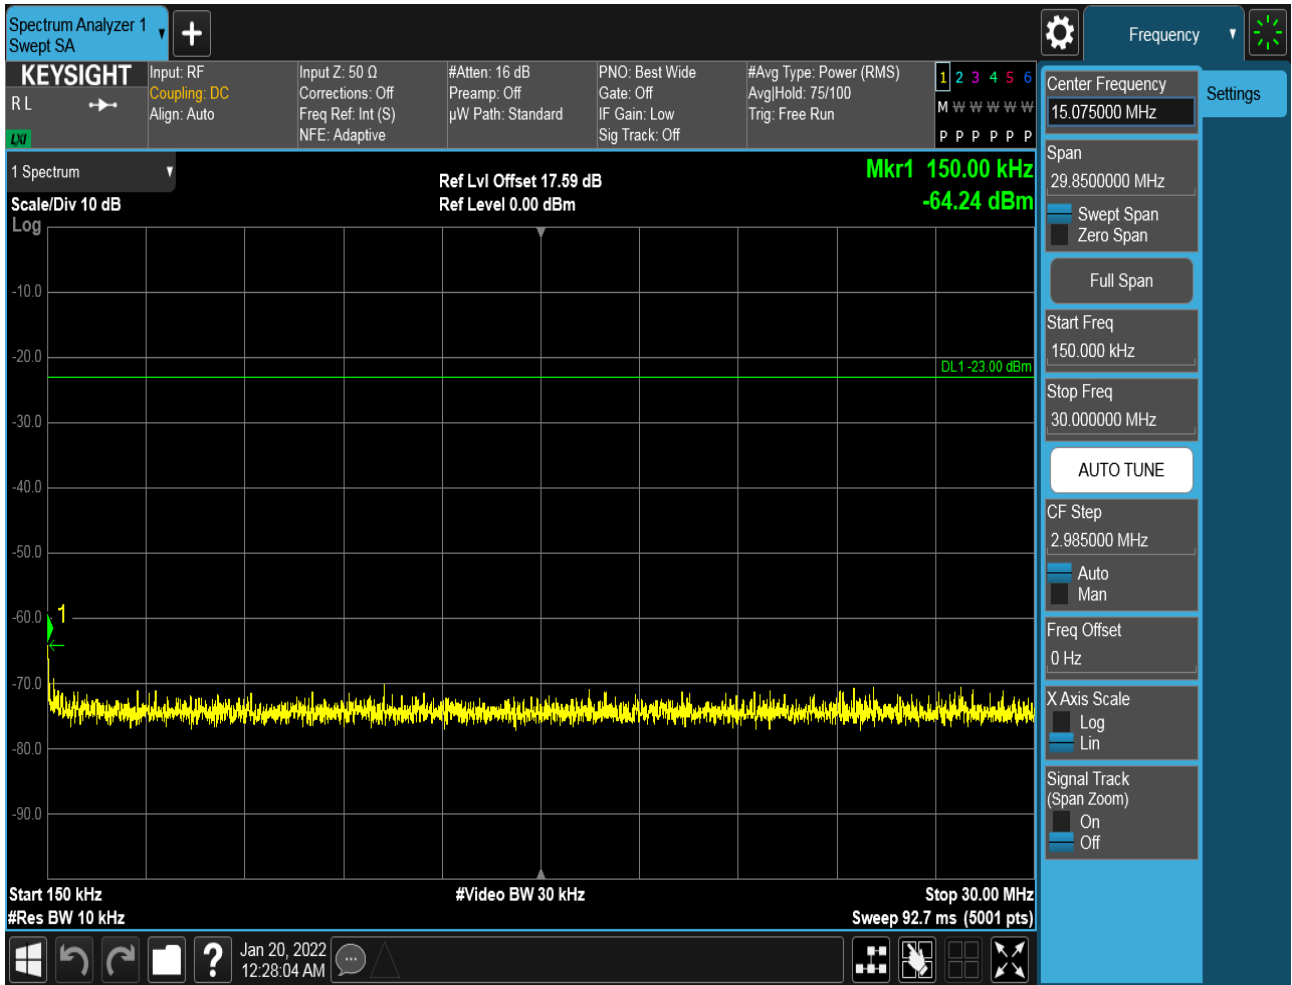 Spectrum Analyzer 1
Swept SA
Frequency
KEYSIGHT
R L
LXI
Input: RF
Coupling: DC
Align: Auto
Input Z: 50 Ω
Corrections: Off
Freq Ref: Int (S)
NFE: Adaptive
#Atten: 16 dB
Preamp: Off
µW Path: Standard
PNO: Best Wide
Gate: Off
IF Gain: Low
Sig Track: Off
#Avg Type: Power (RMS)
Avg|Hold: 75/100
Trig: Free Run
1 2 3 4 5 6
M W W W W W
P P P P P P
1 Spectrum
Scale/Div 10 dB
Log
Ref Lvl Offset 17.59 dB
Ref Level 0.00 dBm
Mkr1 150.00 kHz
-64.24 dBm
-10.0
-20.0
DL1 -23.00 dBm
-30.0
-40.0
-50.0
-60.0
1
-70.0
-80.0
-90.0
Start 150 kHz
#Video BW 30 kHz
Stop 30.00 MHz
#Res BW 10 kHz
Sweep 92.7 ms (5001 pts)
Jan 20, 2022
12:28:04 AM
Center Frequency
15.075000 MHz
Settings
Span
29.8500000 MHz
Swept Span
Zero Span
Full Span
Start Freq
150.000 kHz
Stop Freq
30.000000 MHz
AUTO TUNE
CF Step
2.985000 MHz
Auto
Man
Freq Offset
0 Hz
X Axis Scale
Log
Lin
Signal Track
(Span Zoom)
On
Off